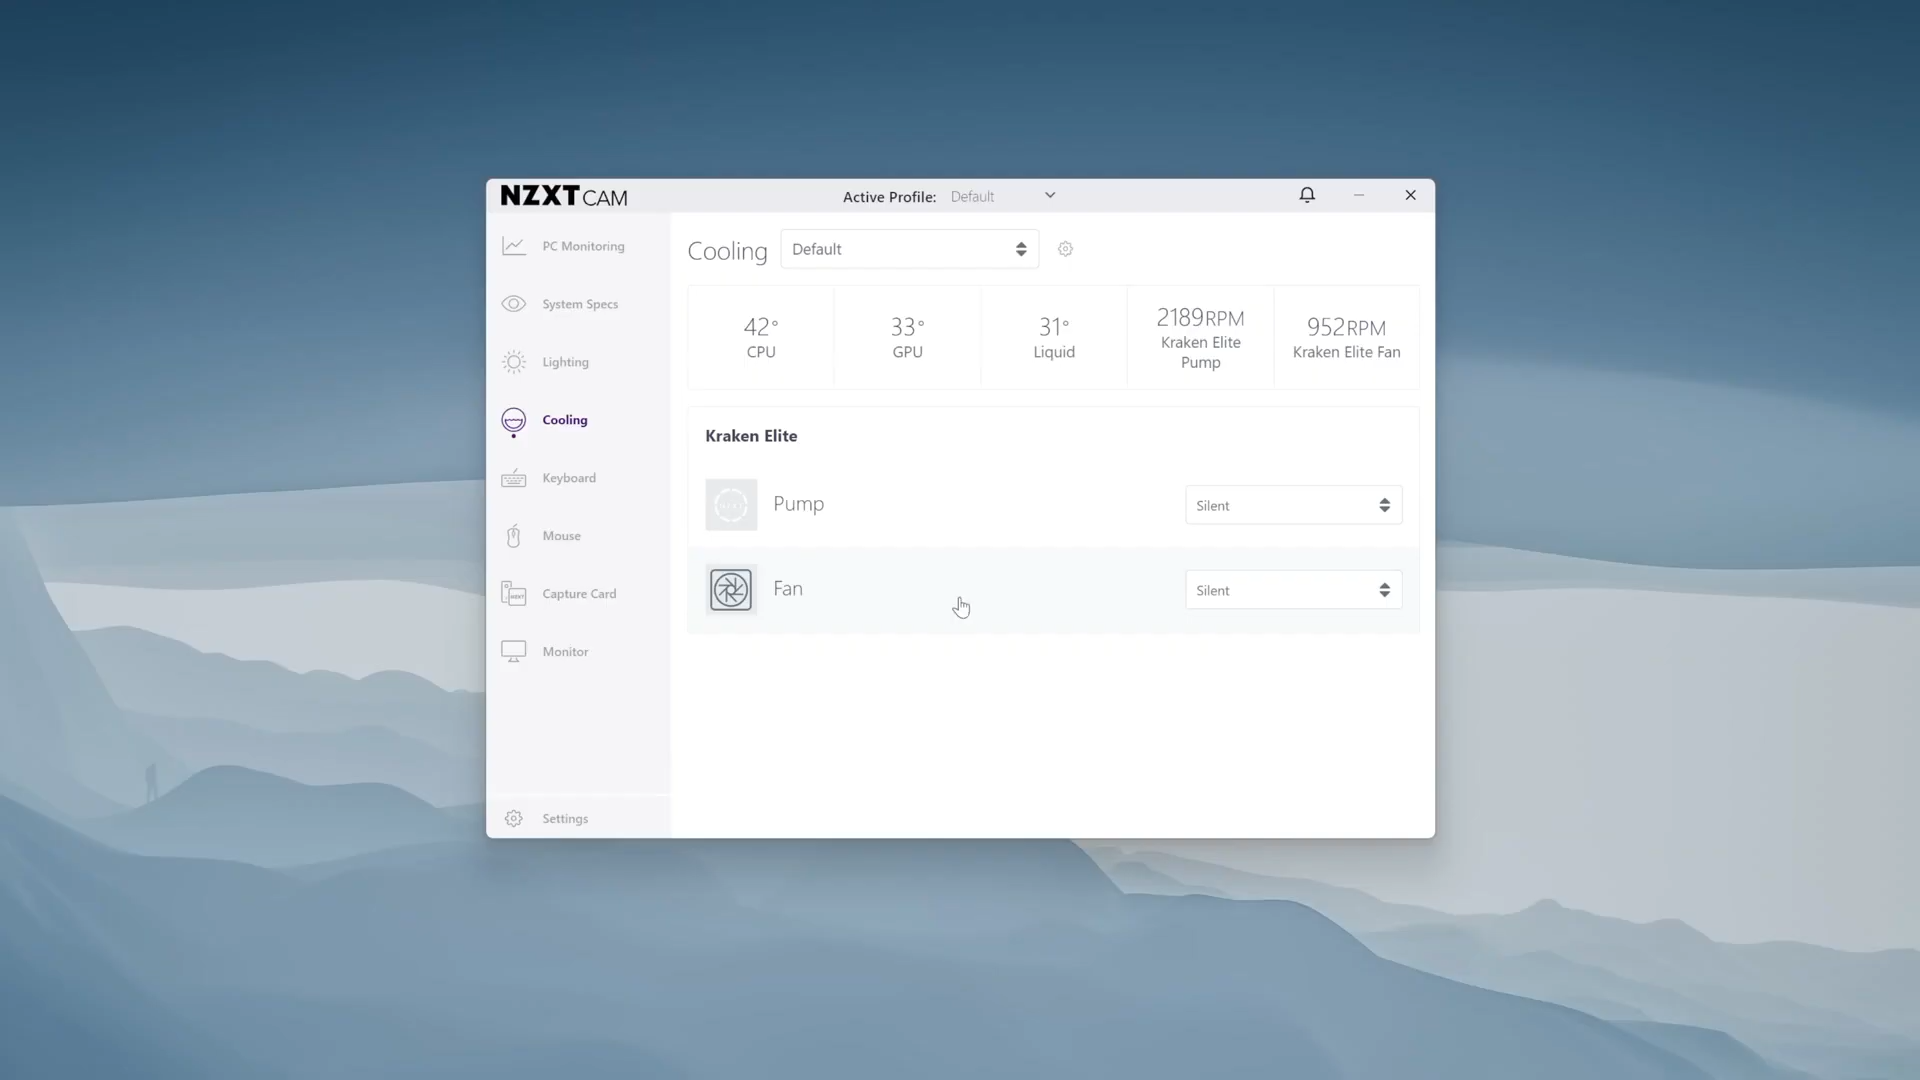 NZXT CAM
Active Profile: Default
PC Monitoring
System Specs
Lighting
Cooling
Keyboard
Mouse
Capture Card
Monitor
Settings
Cooling
Default
42°
CPU
33°
GPU
31°
Liquid
2189RPM
Kraken Elite
Pump
952RPM
Kraken Elite Fan
Kraken Elite
Pump
Silent
Fan
Silent